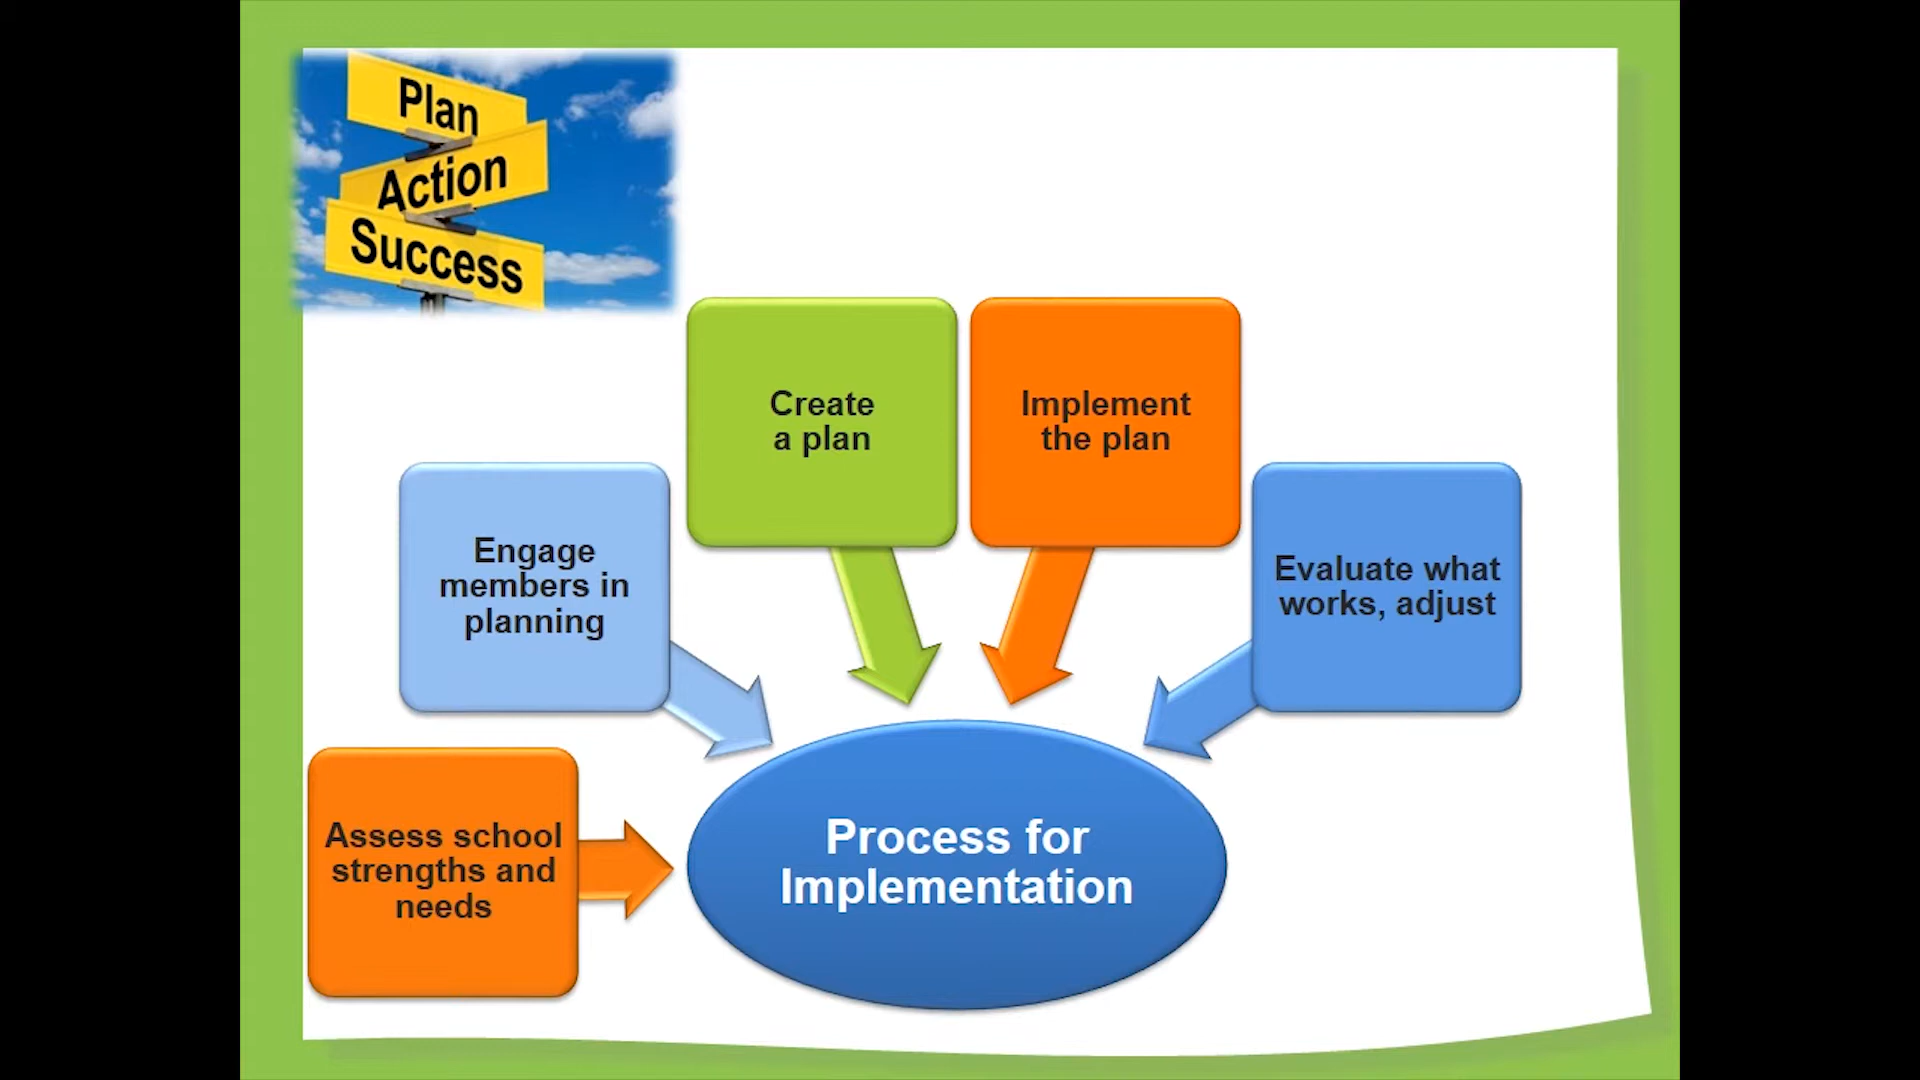 Plan
Action
Success
Create
a plan
Implement
the plan
Engage
members in
planning
Evaluate what
works, adjust
Assess school
strengths and
needs
Process for
Implementation